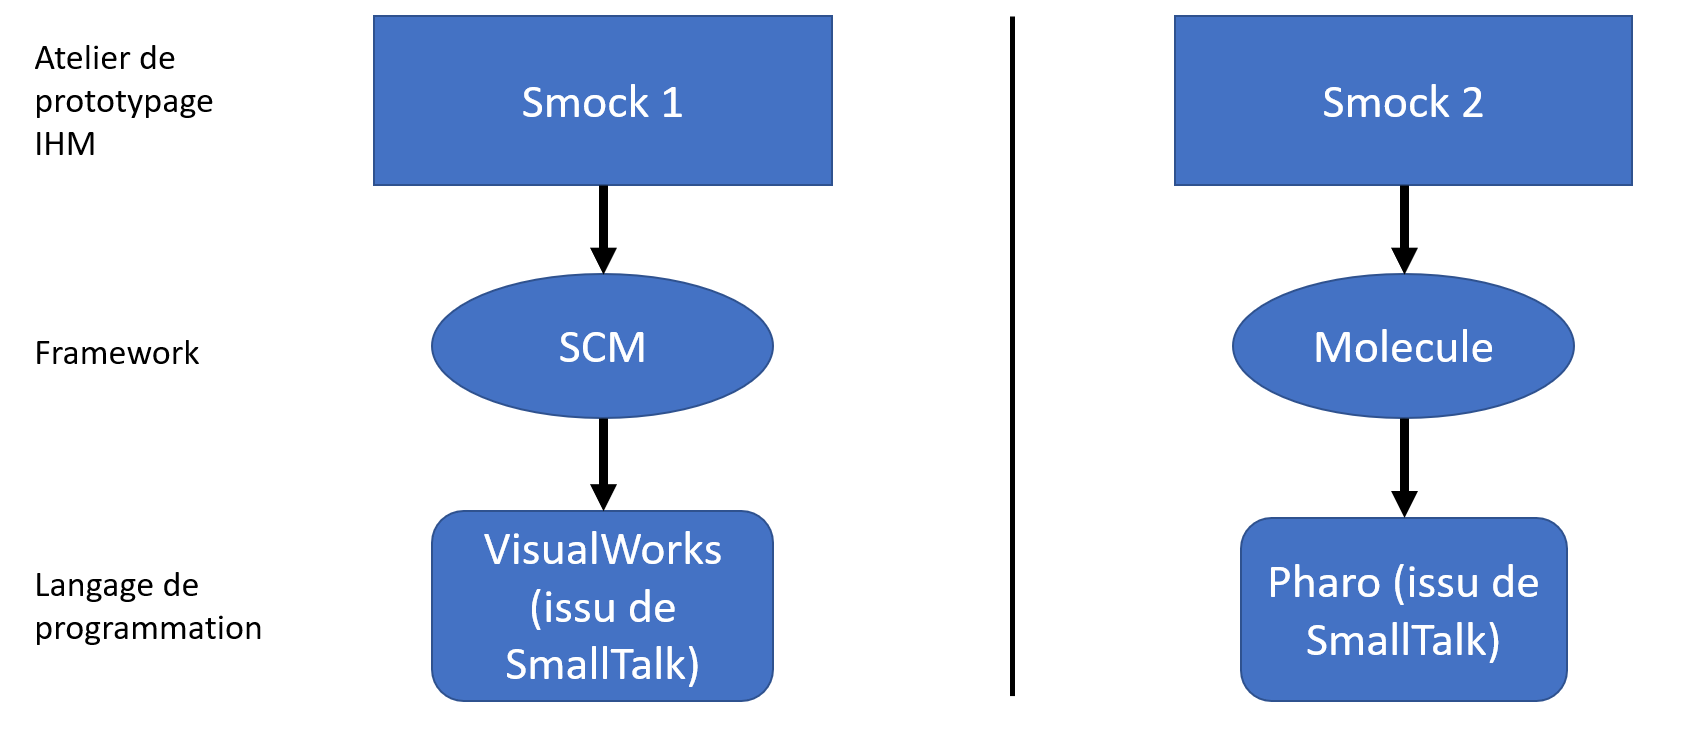 Atelier de
prototypage
IHM
Smock 1
Smock 2
Framework
SCM
Molecule
Langage de
programmation
VisualWorks
(issu de
SmallTalk)
Pharo (issu de
SmallTalk)